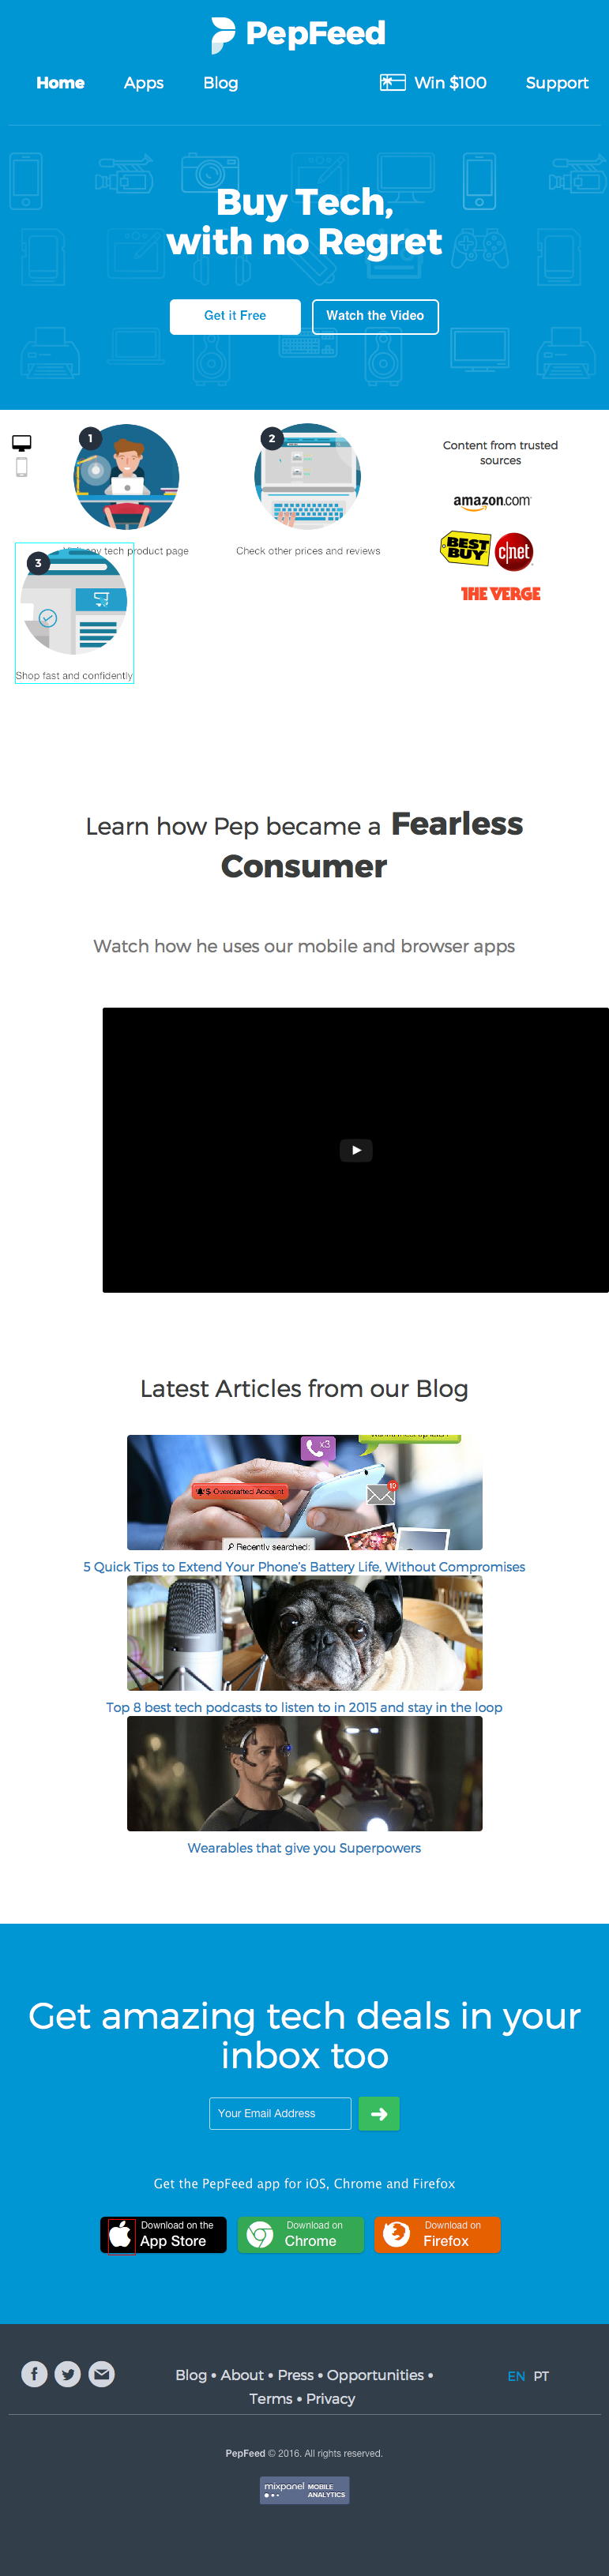 PepFeed
Home Apps Blog Win $100 Support
Buy Tech,
with no Regret
Get it Free Watch the Video
1
2
Content from trusted
sources
amazon.com
BEST
BUY
c|net
THE VERGE
any tech product page
Check other prices and reviews
3
Shop fast and confidently
Learn how Pep became a Fearless
Consumer
Watch how he uses our mobile and browser apps
Latest Articles from our Blog
x3
10
$ Overdrafted Account
Recently searched:
5 Quick Tips to Extend Your Phone's Battery Life, Without Compromises
Top 8 best tech podcasts to listen to in 2015 and stay in the loop
Wearables that give you Superpowers
Get amazing tech deals in your
inbox too
Your Email Address
Get the PepFeed app for iOS, Chrome and Firefox
Download on the
App Store
Download on
Chrome
Download on
Firefox
Blog • About • Press • Opportunities •
Terms • Privacy
EN PT
PepFeed © 2016. All rights reserved.
mixpanel MOBILE
ANALYTICS